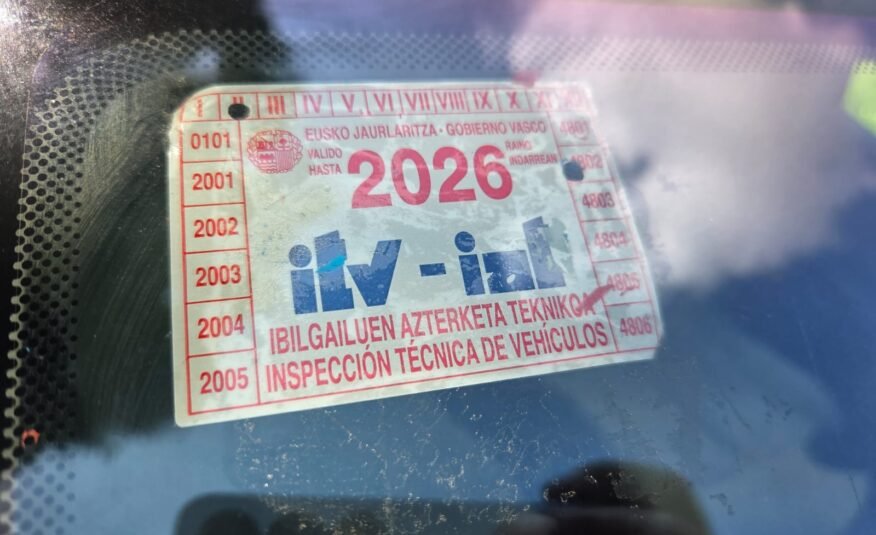 II III IV V VI VII VIII IX X XI
EUSKO JAURLARITZA - GOBIERNO VASCO
VALIDO HASTA 2026 RAINO INDARREAN
0101 4801
2001 4802
2002 4803
2003 4804
2004 4805
2005 4806
itv - iat
IBILGAILUEN AZTERKETA TEKNIKOA
INSPECCIÓN TÉCNICA DE VEHÍCULOS